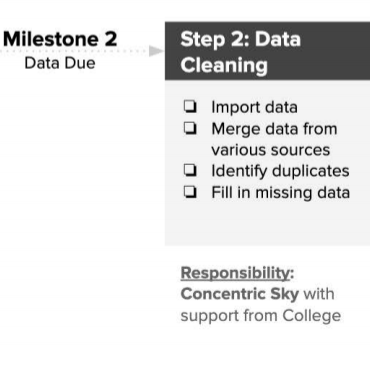 Milestone 2
Data Due
Step 2: Data
Cleaning
❏ Import data
❏ Merge data from
various sources
❏ Identify duplicates
❏ Fill in missing data
Responsibility:
Concentric Sky with
support from College